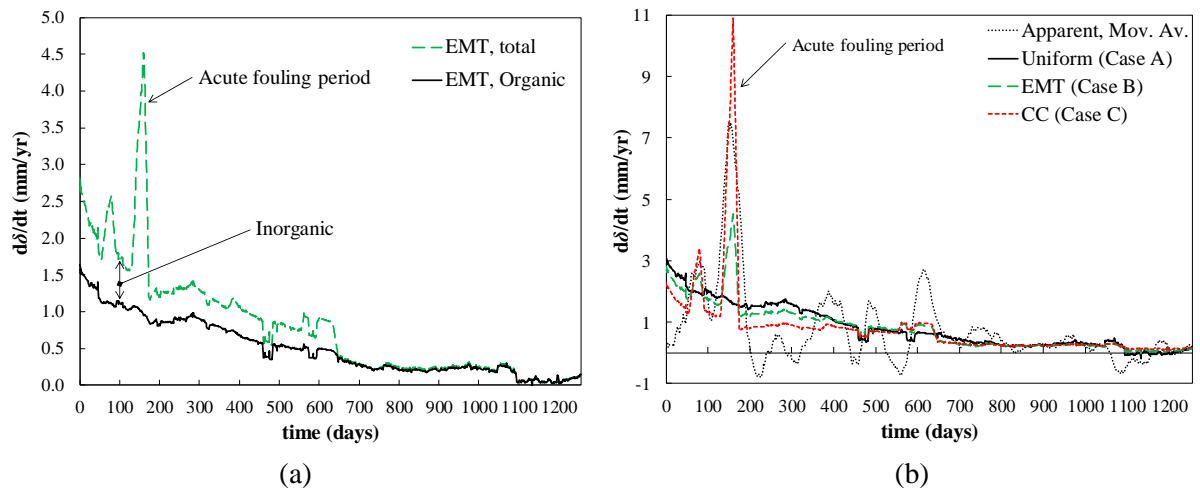 5.0
4.5
4.0
3.5
3.0
2.5
2.0
1.5
1.0
0.5
0.0
dδ/dt (mm/yr)
EMT, total
EMT, Organic
Acute fouling period
Inorganic
0 100 200 300 400 500 600 700 800 900 1000 1100 1200
time (days)
(a)
11
9
7
5
3
1
-1
dδ/dt (mm/yr)
Apparent, Mov. Av.
Uniform (Case A)
EMT (Case B)
CC (Case C)
Acute fouling period
0 100 200 300 400 500 600 700 800 900 1000 1100 1200
time (days)
(b)